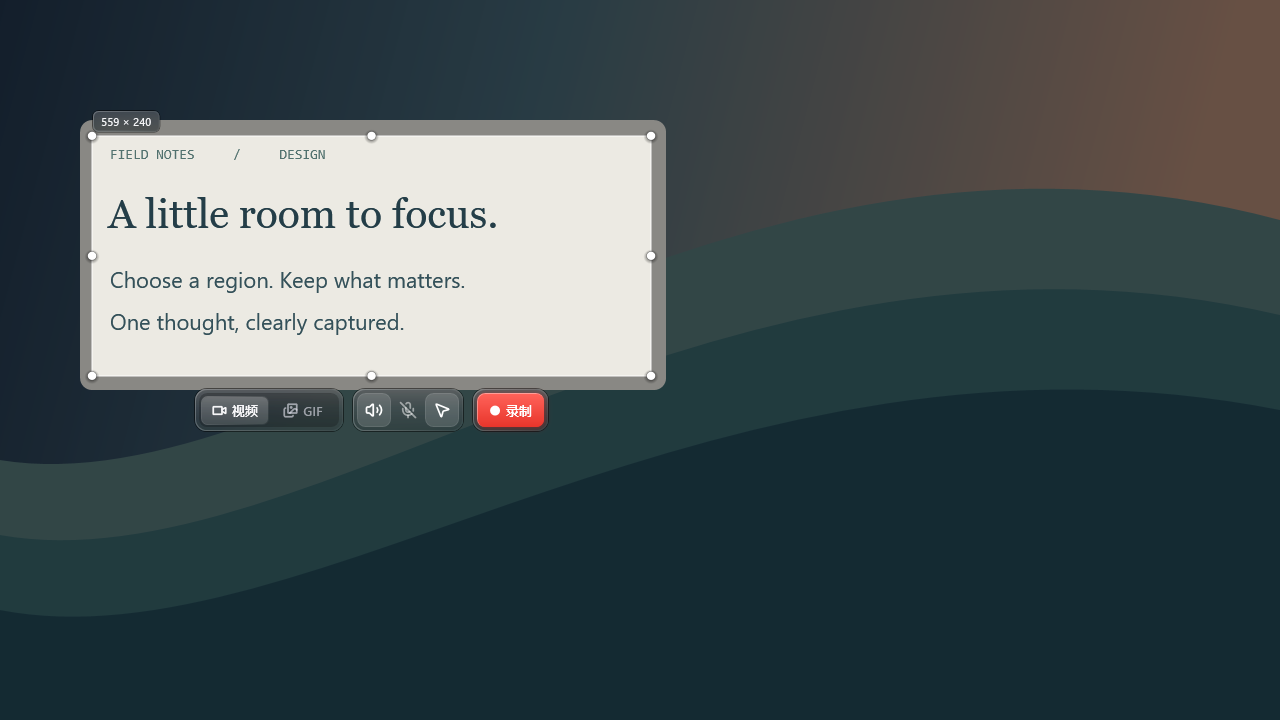 559 × 240
FIELD NOTES / DESIGN
A little room to focus.
Choose a region. Keep what matters.
One thought, clearly captured.
视频 GIF 录制